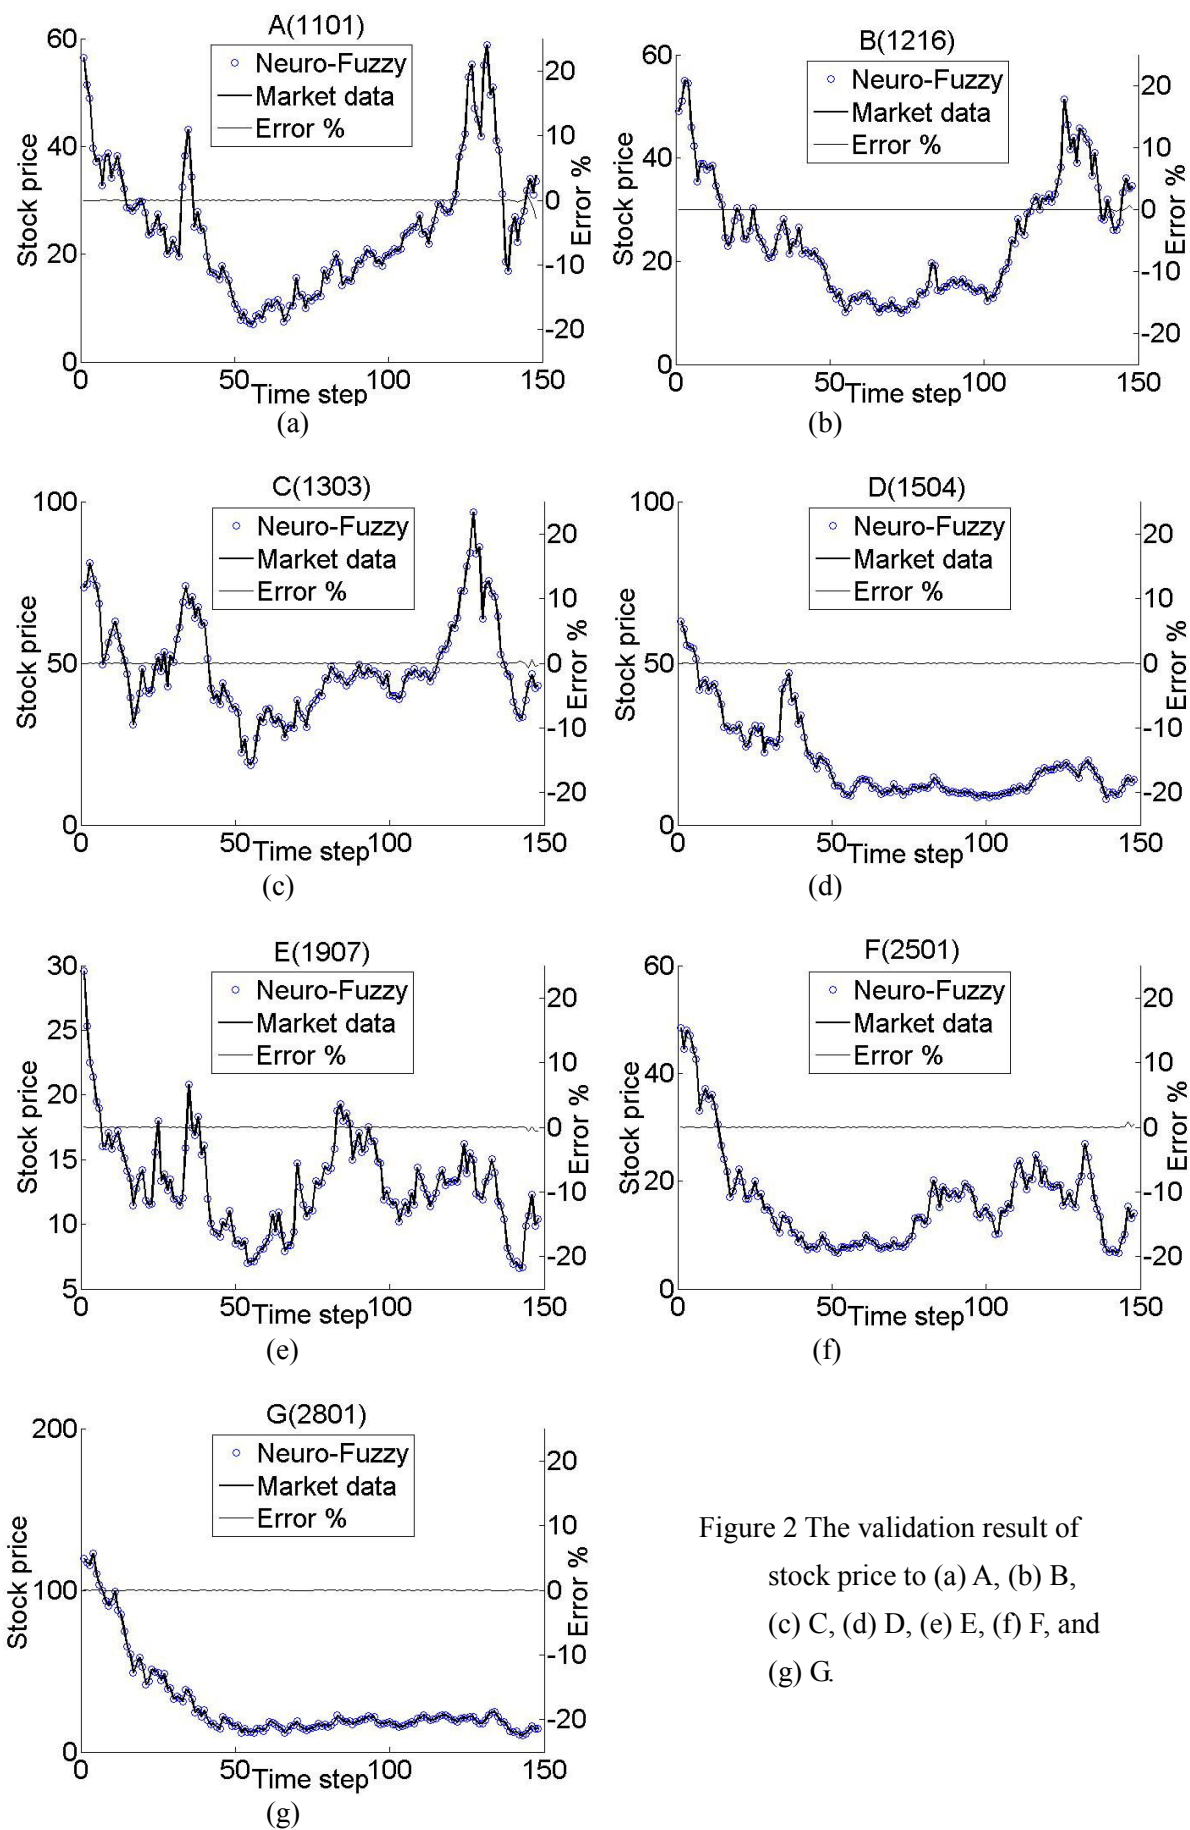 A(1101)
60
40
20
0
Stock price
Neuro-Fuzzy
Market data
Error %
20
10
0
-10
-20
Error %
0
50
100
150
Time step
(a)
B(1216)
60
40
20
0
Stock price
Neuro-Fuzzy
Market data
Error %
20
10
0
-10
-20
Error %
0
50
100
150
Time step
(b)
C(1303)
100
50
0
Stock price
Neuro-Fuzzy
Market data
Error %
20
10
0
-10
-20
Error %
0
50
100
150
Time step
(c)
D(1504)
100
50
0
Stock price
Neuro-Fuzzy
Market data
Error %
20
10
0
-10
-20
Error %
0
50
100
150
Time step
(d)
E(1907)
30
25
20
15
10
5
Stock price
Neuro-Fuzzy
Market data
Error %
20
10
0
-10
-20
Error %
0
50
100
150
Time step
(e)
F(2501)
60
40
20
0
Stock price
Neuro-Fuzzy
Market data
Error %
20
10
0
-10
-20
Error %
0
50
100
150
Time step
(f)
G(2801)
200
100
0
Stock price
Neuro-Fuzzy
Market data
Error %
20
10
0
-10
-20
Error %
0
50
100
150
Time step
(g)
Figure 2 The validation result of
stock price to (a) A, (b) B,
(c) C, (d) D, (e) E, (f) F, and
(g) G.